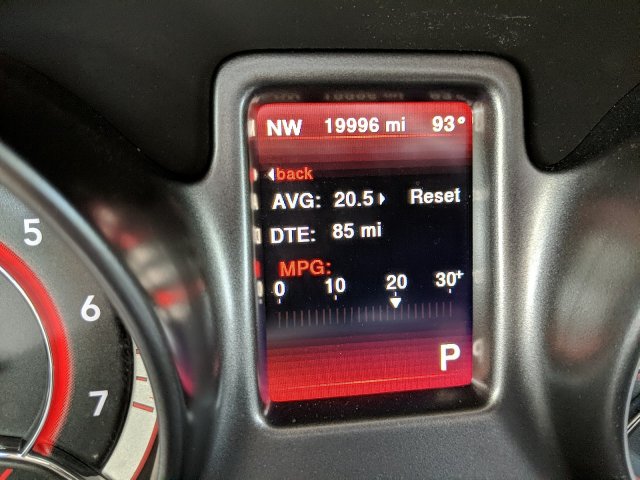 NW 19996 mi 93°
back
AVG: 20.5 Reset
DTE: 85 mi
MPG:
0 10 20 30+
P
5
6
7